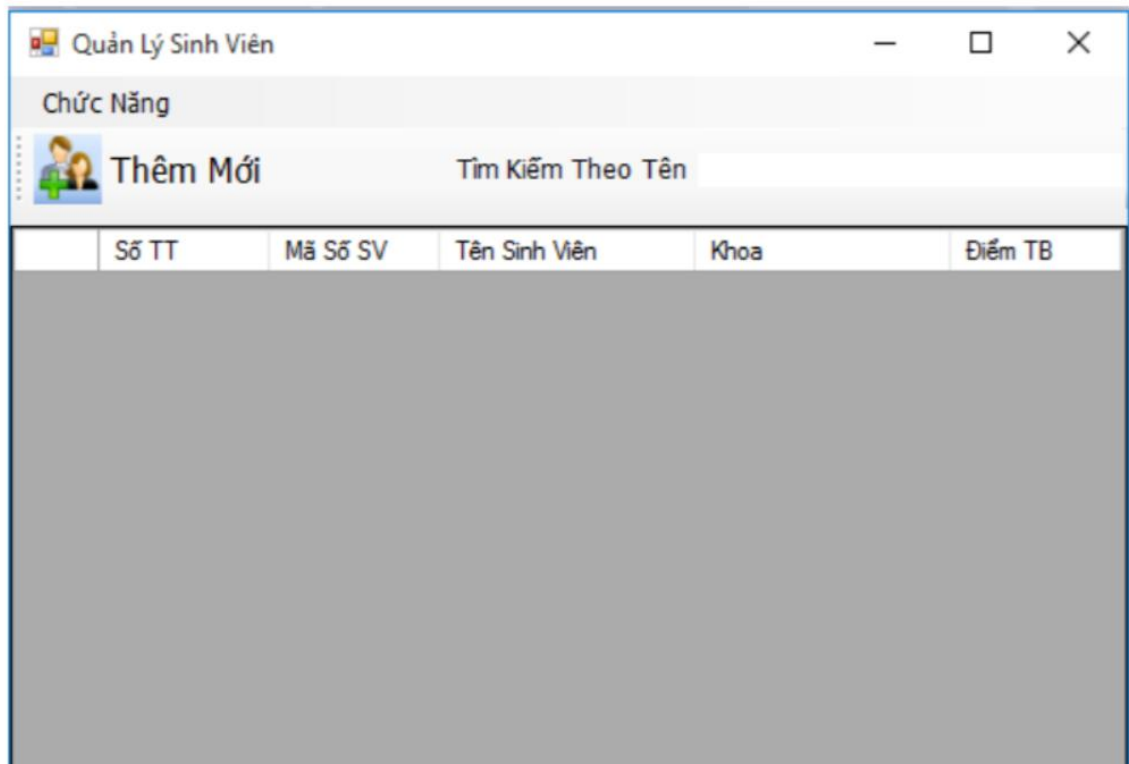 Quản Lý Sinh Viên
Chức Năng
Thêm Mới Tìm Kiếm Theo Tên
Số TT Mã Số SV Tên Sinh Viên Khoa Điểm TB